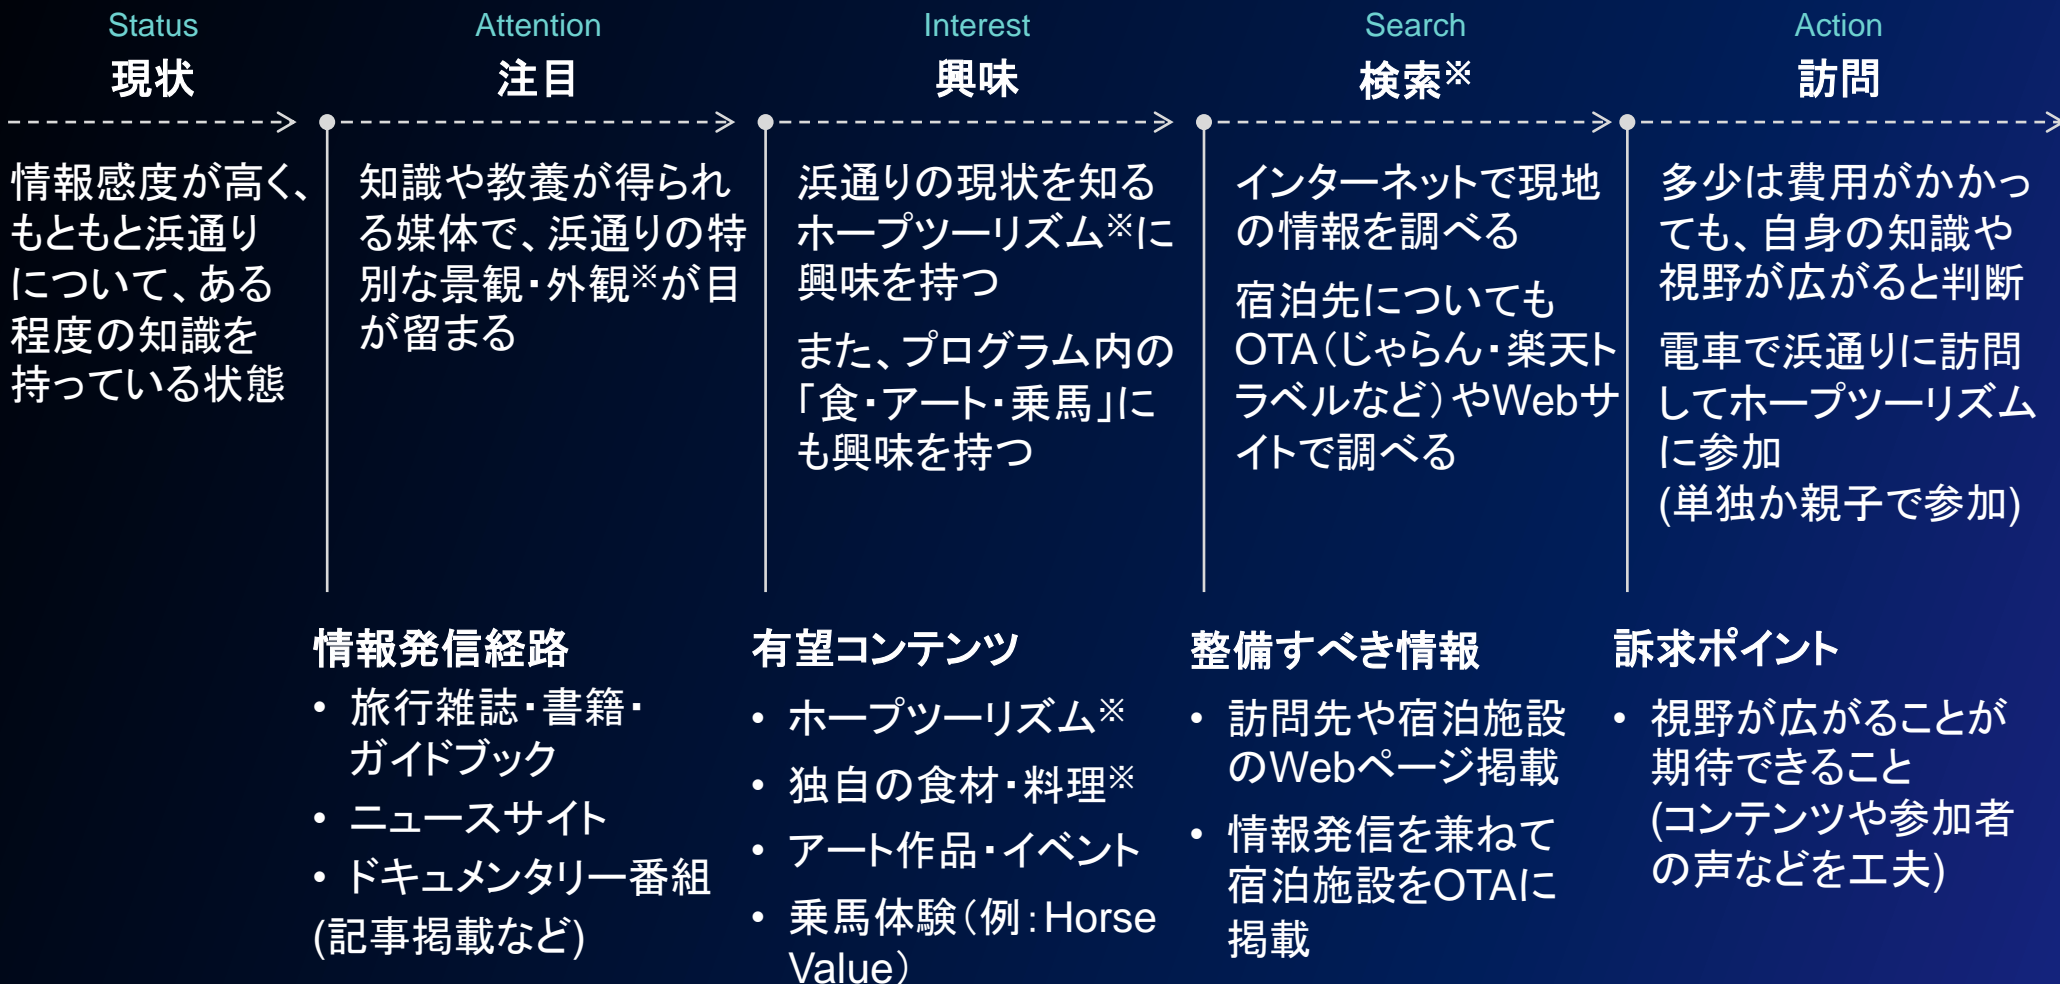 Status
現状
情報感度が高く、
もともと浜通り
について、ある
程度の知識を
持っている状態
Attention
注目
知識や教養が得られ
る媒体で、浜通りの特
別な景観・外観※が目
が留まる
情報発信経路
• 旅行雑誌・書籍・
ガイドブック
• ニュースサイト
• ドキュメンタリー番組
(記事掲載など)
Interest
興味
浜通りの現状を知る
ホープツーリズム※に
興味を持つ
また、プログラム内の
「食・アート・乗馬」に
も興味を持つ
有望コンテンツ
• ホープツーリズム※
• 独自の食材・料理※
• アート作品・イベント
• 乗馬体験（例：Horse
Value）
Search
検索※
インターネットで現地
の情報を調べる
宿泊先についても
OTA（じゃらん・楽天ト
ラベルなど）やWebサ
イトで調べる
整備すべき情報
• 訪問先や宿泊施設
のWebページ掲載
• 情報発信を兼ねて
宿泊施設をOTAに
掲載
Action
訪問
多少は費用がかかっ
ても、自身の知識や
視野が広がると判断
電車で浜通りに訪問
してホープツーリズム
に参加
(単独か親子で参加)
訴求ポイント
• 視野が広がることが
期待できること
(コンテンツや参加者
の声などを工夫)